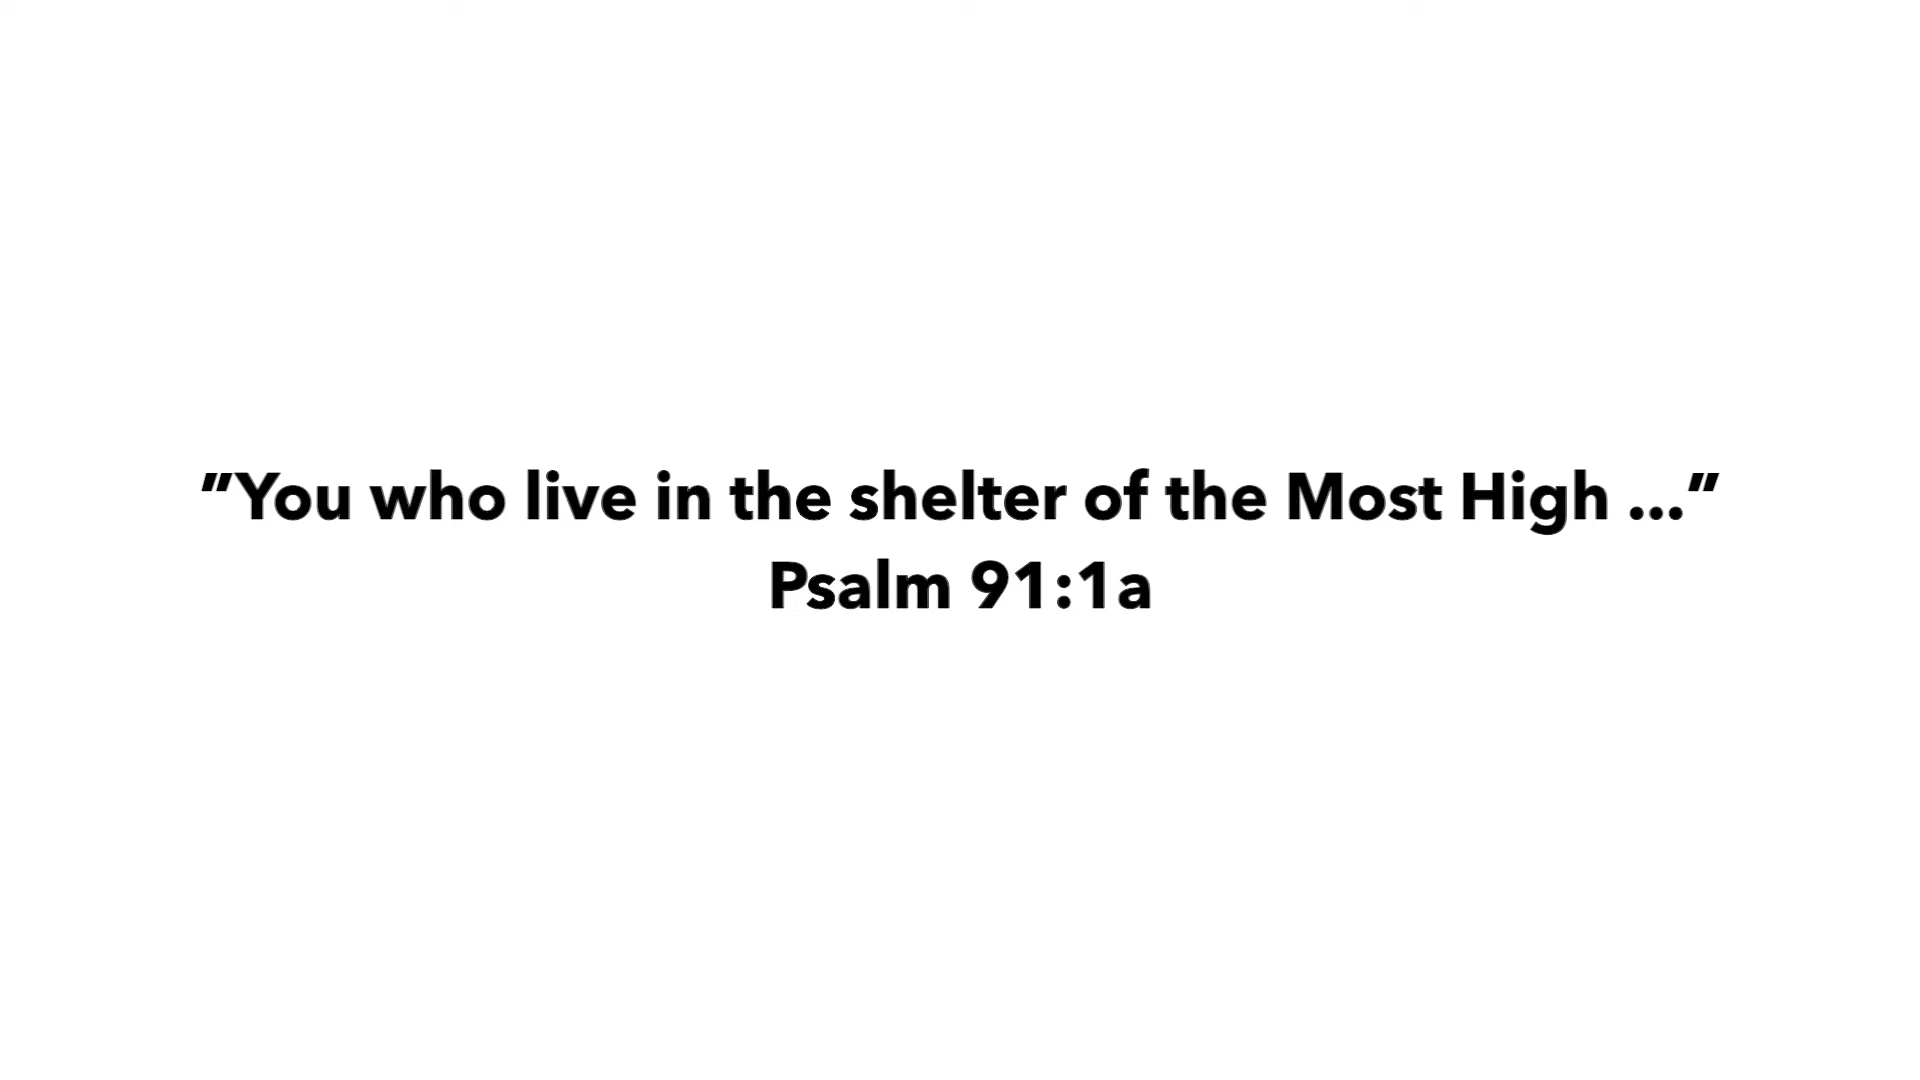 "You who live in the shelter of the Most High ..."
Psalm 91:1a